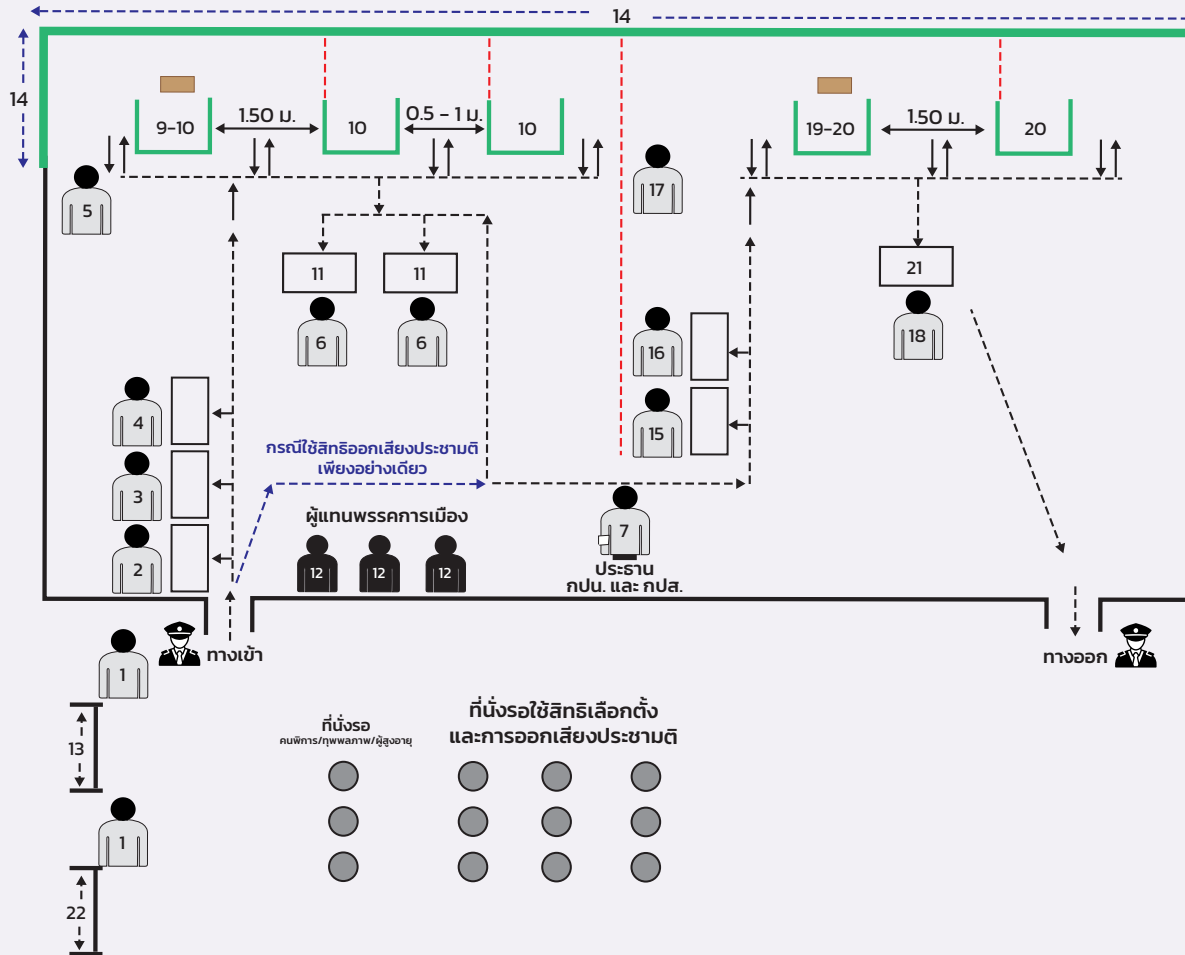 14
14
9-10
1.50 ม.
10
0.5 - 1 ม.
10
19-20
1.50 ม.
20
5
17
11
11
21
6
6
16
18
4
15
กรณีใช้สิทธิออกเสียงประชามติ
เพียงอย่างเดียว
3
ผู้แทนพรรคการเมือง
7
2
12
12
12
ประธาน
กปน. และ กปส.
ทางเข้า
ทางออก
1
ที่นั่งรอ
คนพิการ/ทุพพลภาพ/ผู้สูงอายุ
ที่นั่งรอใช้สิทธิเลือกตั้ง
และการออกเสียงประชามติ
13
1
22